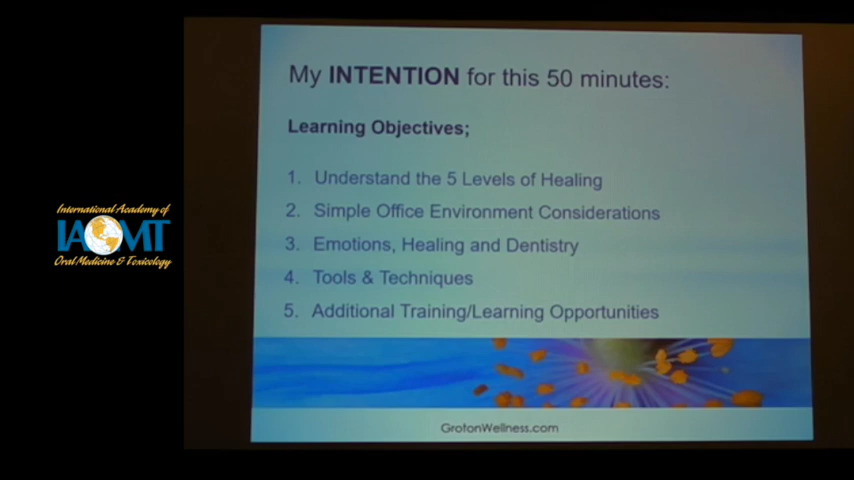 International Academy of
IAOMT
Oral Medicine & Toxicology
My INTENTION for this 50 minutes:
Learning Objectives;
1. Understand the 5 Levels of Healing
2. Simple Office Environment Considerations
3. Emotions, Healing and Dentistry
4. Tools & Techniques
5. Additional Training/Learning Opportunities
GrotonWellness.com